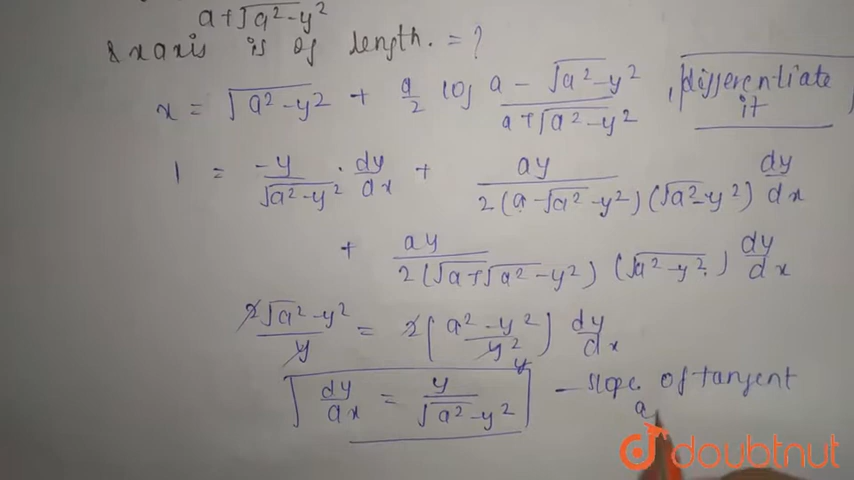 a+√a²-y²
& x axis is of length. = ?
x = √a²-y² + a/2 log a - √a²-y² / a+√a²-y² , differentiate it
1 = -y/√a²-y² · dy/dx + ay/2(a-√a²-y²)(√a²-y²) dy/dx
+ ay/2(√a+√a²-y²)(√a²-y²) dy/dx
2√a²-y²/y = 2(a²-y²/y²) dy/dx
y
dy/dx = y/√a²-y² - slope of tangent
a
doubtnut